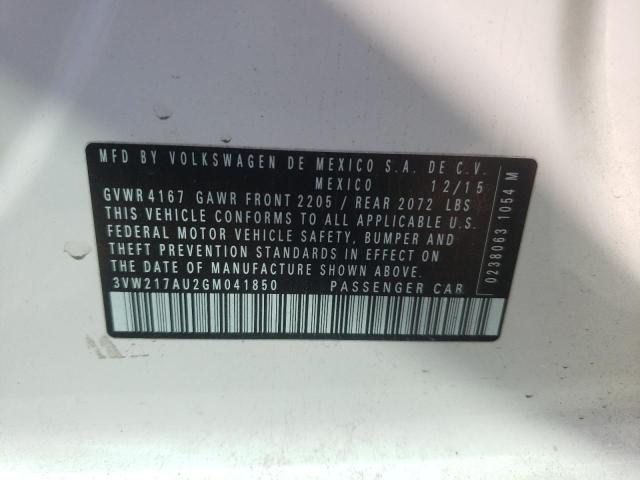 MFD BY VOLKSWAGEN DE MEXICO S.A. DE C.V.
MEXICO 12/15
GVWR 4167 GAWR FRONT 2205 / REAR 2072 LBS
THIS VEHICLE CONFORMS TO ALL APPLICABLE U.S.
FEDERAL MOTOR VEHICLE SAFETY, BUMPER AND
THEFT PREVENTION STANDARDS IN EFFECT ON
THE DATE OF MANUFACTURE SHOWN ABOVE.
3VW217AU2GM041850 PASSENGER CAR
0238063 1054 M